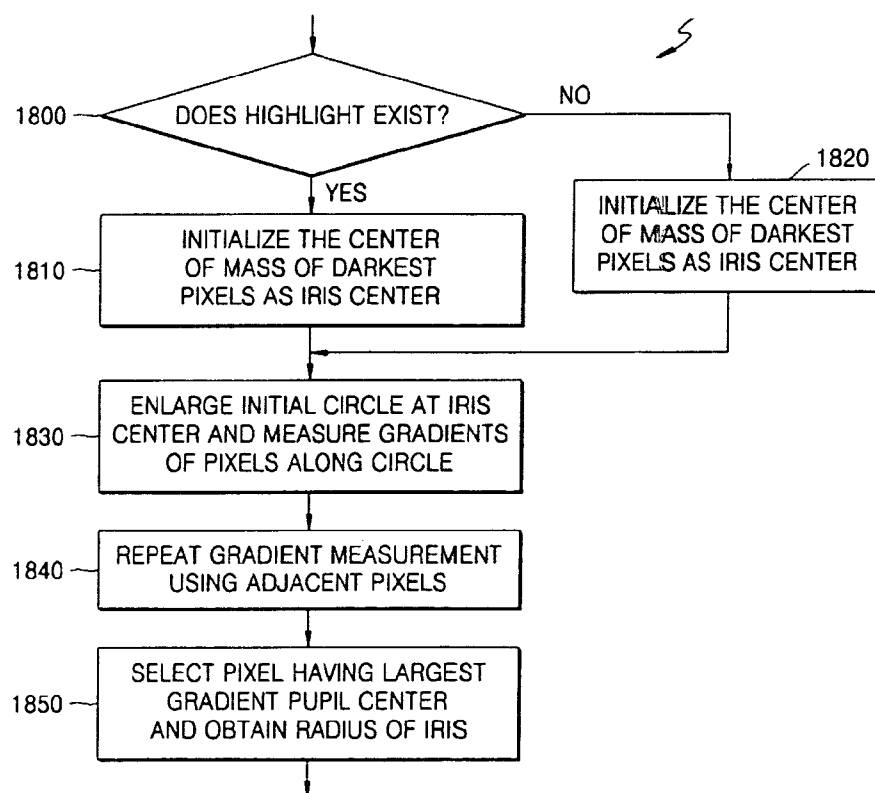 1800
DOES HIGHLIGHT EXIST?
NO
YES
1820
INITIALIZE THE CENTER
OF MASS OF DARKEST
PIXELS AS IRIS CENTER
1810
INITIALIZE THE CENTER
OF MASS OF DARKEST
PIXELS AS IRIS CENTER
1830
ENLARGE INITIAL CIRCLE AT IRIS
CENTER AND MEASURE GRADIENTS
OF PIXELS ALONG CIRCLE
1840
REPEAT GRADIENT MEASUREMENT
USING ADJACENT PIXELS
1850
SELECT PIXEL HAVING LARGEST
GRADIENT PUPIL CENTER
AND OBTAIN RADIUS OF IRIS